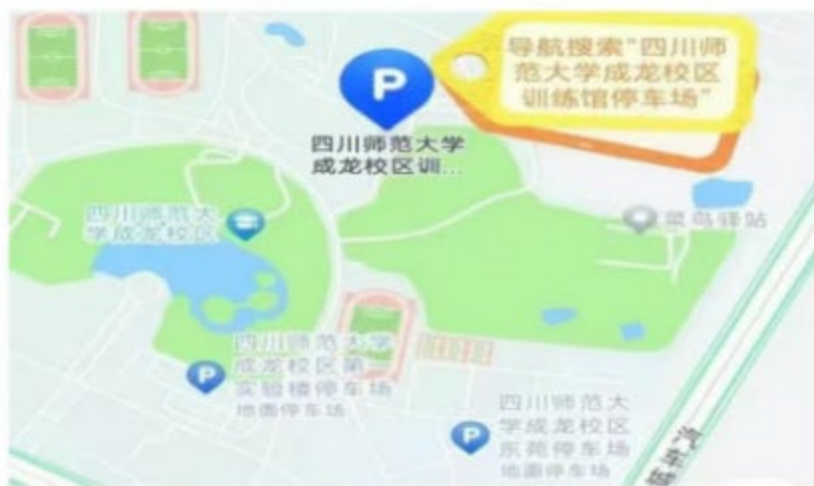 导航搜索"四川师
范大学成龙校区
训练馆停车场"
P
四川师范大学
成龙校区训...
四川师范大
学成龙校区
菜鸟驿站
P
四川师范大学
成龙校区第一
实验楼停车场
地面停车场
P
四川师范大
学成龙校区
东苑停车场
地面停车场
汽车城